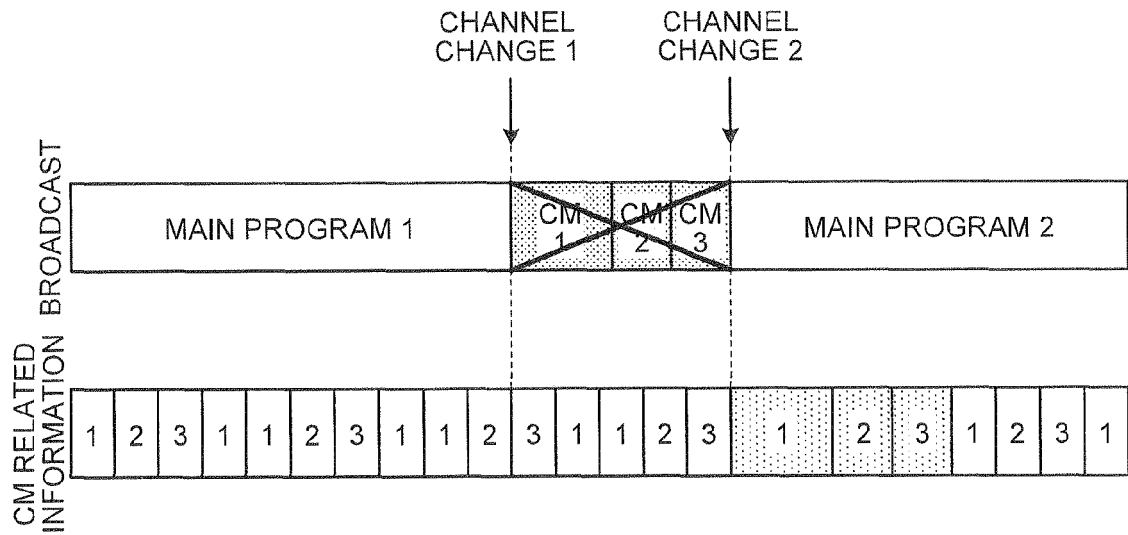 CHANNEL
CHANGE 1
CHANNEL
CHANGE 2
BROADCAST
MAIN PROGRAM 1
CM
1
CM
2
CM
3
MAIN PROGRAM 2
CM RELATED
INFORMATION
1 2 3 1 1 2 3 1 1 2 3 1 1 2 3 1 2 3 1 2 3 1